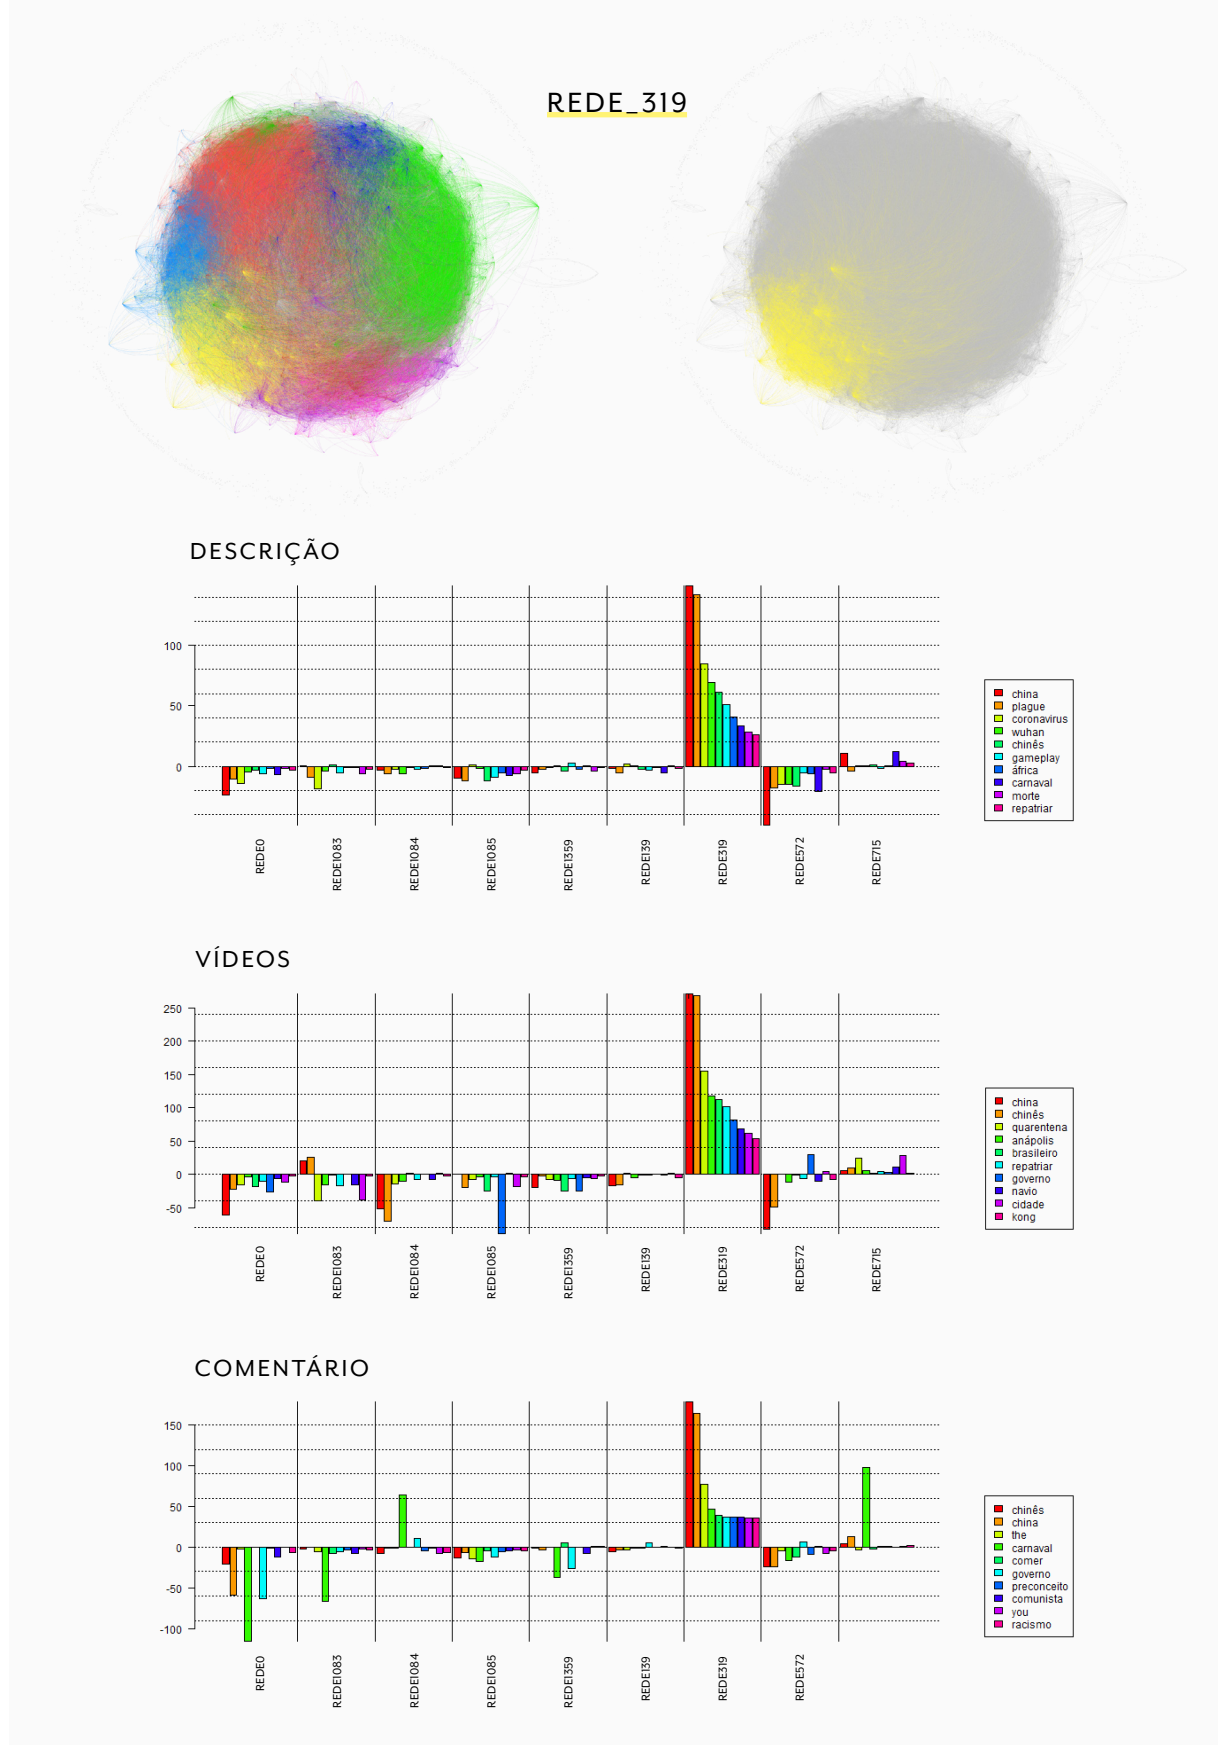 REDE_319
DESCRIÇÃO
100
50
0
REDE0
REDE1083
REDE1084
REDE1085
REDE1359
REDE139
REDE319
REDE572
REDE715
china
plague
coronavirus
wuhan
chinês
gameplay
áfrica
carnaval
morte
repatriar
VÍDEOS
250
200
150
100
50
0
-50
REDE0
REDE1083
REDE1084
REDE1085
REDE1359
REDE139
REDE319
REDE572
REDE715
china
chinês
quarentena
anápolis
brasileiro
repatriar
governo
navio
cidade
kong
COMENTÁRIO
150
100
50
0
-50
-100
REDE0
REDE1083
REDE1084
REDE1085
REDE1359
REDE139
REDE319
REDE572
chinês
china
the
carnaval
comer
governo
preconceito
comunista
you
racismo